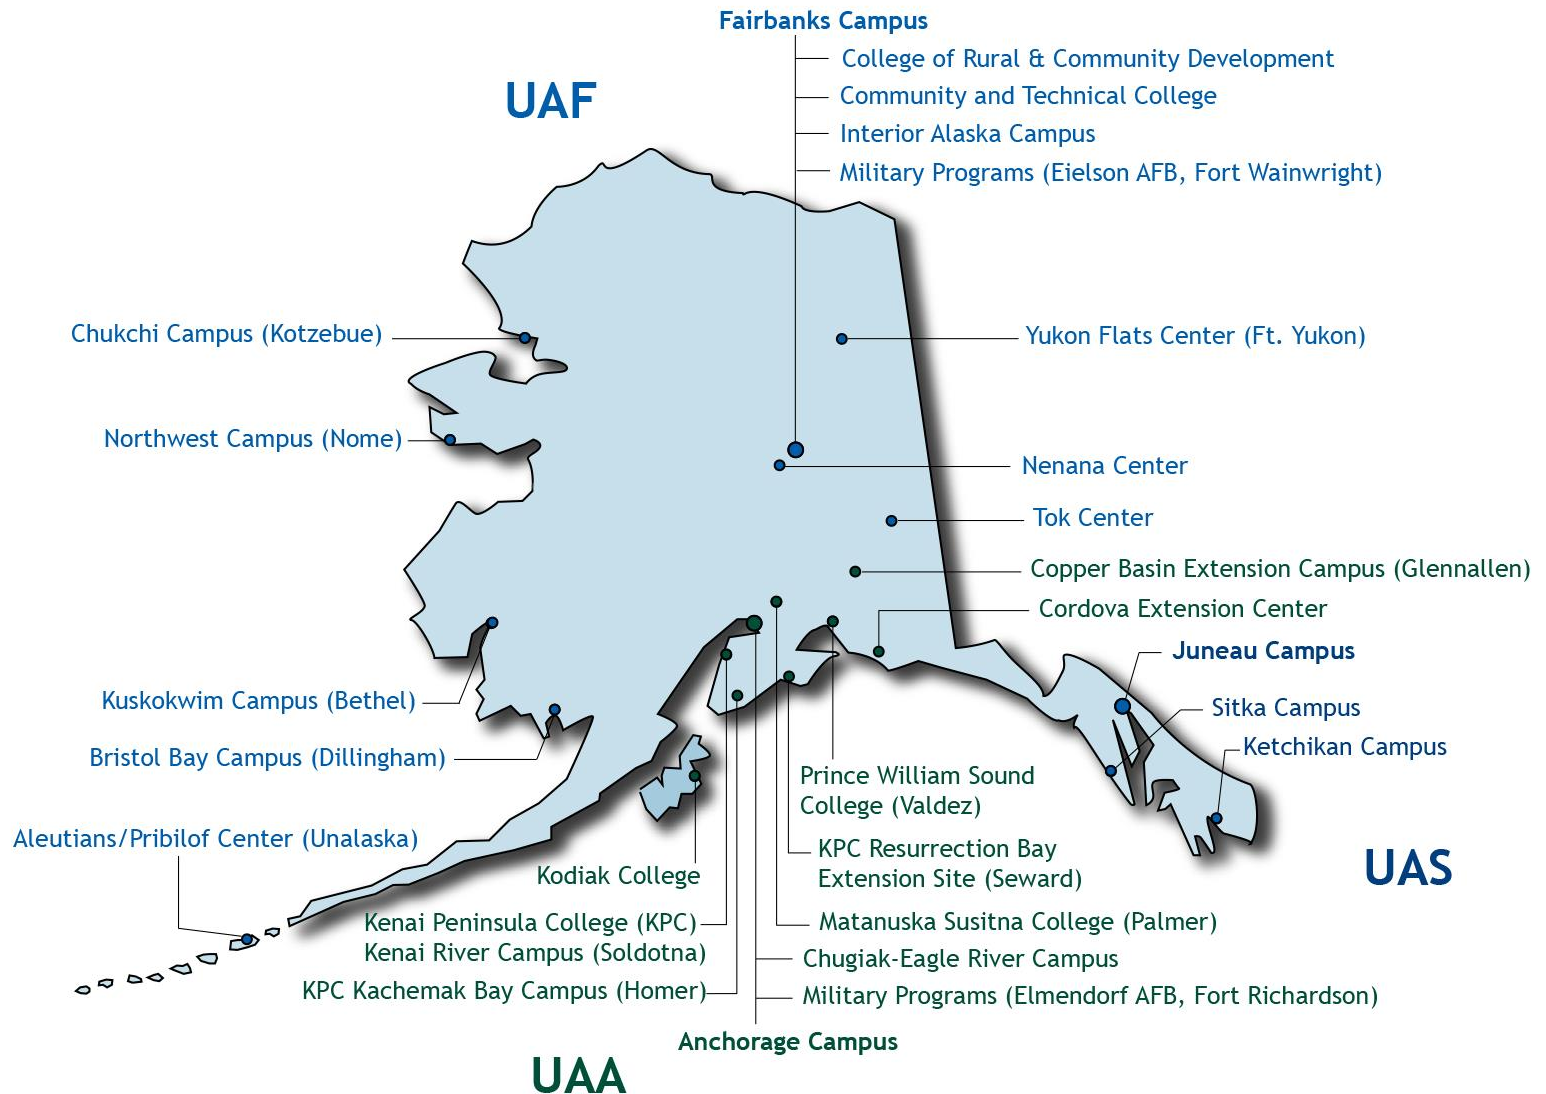 Fairbanks Campus
College of Rural & Community Development
UAF
Community and Technical College
Interior Alaska Campus
Military Programs (Eielson AFB, Fort Wainwright)
Chukchi Campus (Kotzebue)
Yukon Flats Center (Ft. Yukon)
Northwest Campus (Nome)
Nenana Center
Tok Center
Copper Basin Extension Campus (Glennallen)
Cordova Extension Center
Juneau Campus
Kuskokwim Campus (Bethel)
Sitka Campus
Ketchikan Campus
Bristol Bay Campus (Dillingham)
Prince William Sound
College (Valdez)
Aleutians/Pribilof Center (Unalaska)
KPC Resurrection Bay
Extension Site (Seward)
UAS
Kodiak College
Kenai Peninsula College (KPC)
Kenai River Campus (Soldotna)
Matanuska Susitna College (Palmer)
Chugiak-Eagle River Campus
KPC Kachemak Bay Campus (Homer)
Military Programs (Elmendorf AFB, Fort Richardson)
Anchorage Campus
UAA